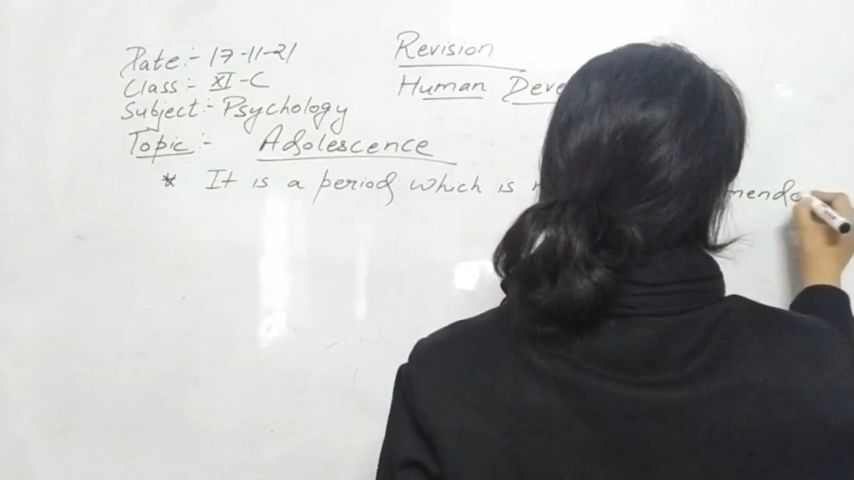 Date:- 17-11-21
Revision
Class:- XI-C
Human Deve
Subject:- Psychology
Topic:- Adolescence
* It is a period which is mendo